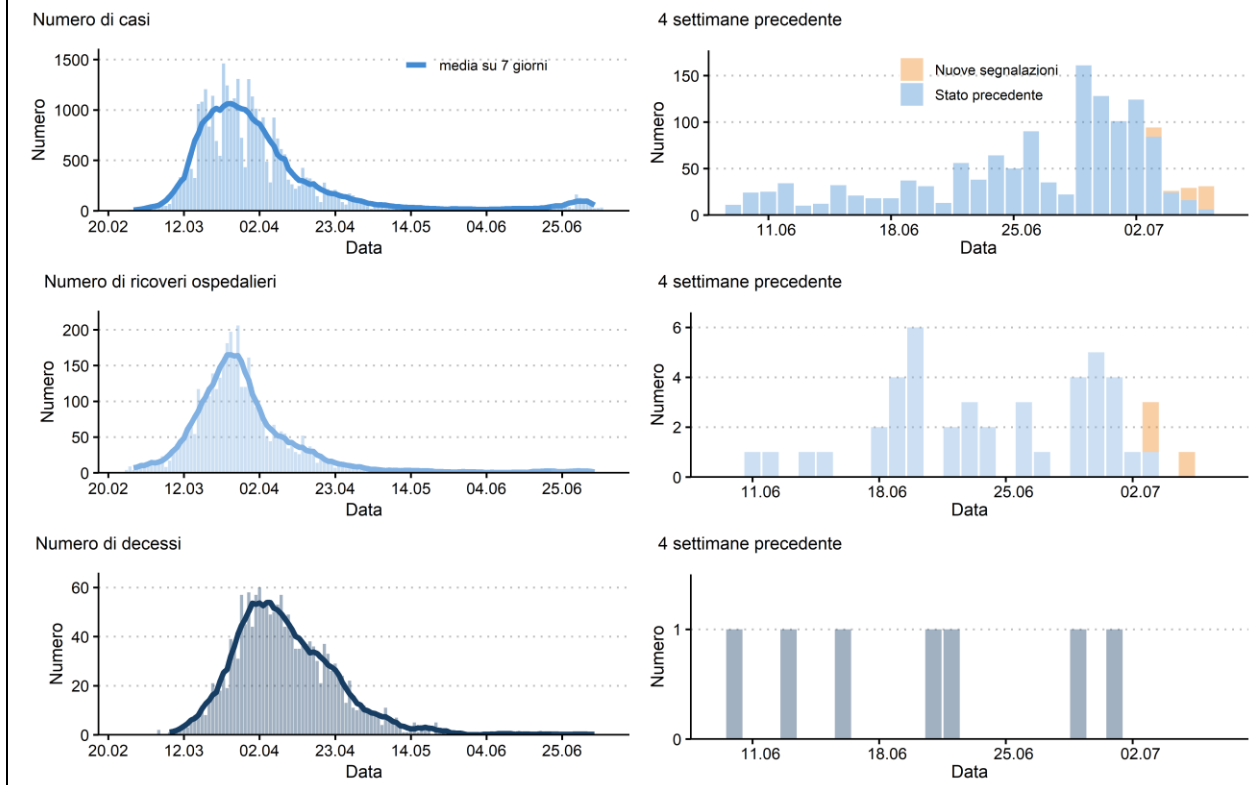 Numero di casi
Numero
1500
1000
500
0
media su 7 giorni
20.02 12.03 02.04 23.04 14.05 04.06 25.06
Data
4 settimane precedente
Numero
150
100
50
0
Nuove segnalazioni
Stato precedente
11.06 18.06 25.06 02.07
Data
Numero di ricoveri ospedalieri
Numero
200
150
100
50
0
20.02 12.03 02.04 23.04 14.05 04.06 25.06
Data
4 settimane precedente
Numero
6
4
2
0
11.06 18.06 25.06 02.07
Data
Numero di decessi
Numero
60
40
20
0
20.02 12.03 02.04 23.04 14.05 04.06 25.06
Data
4 settimane precedente
Numero
1
0
11.06 18.06 25.06 02.07
Data